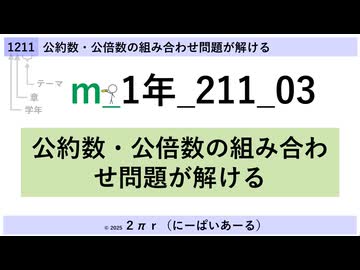 1211 公約数・公倍数の組み合わせ問題が解ける
テーマ
章
学年
m_1年_211_03
公約数・公倍数の組み合わ
せ問題が解ける
© 2025 2πr（にーぱいあーる）